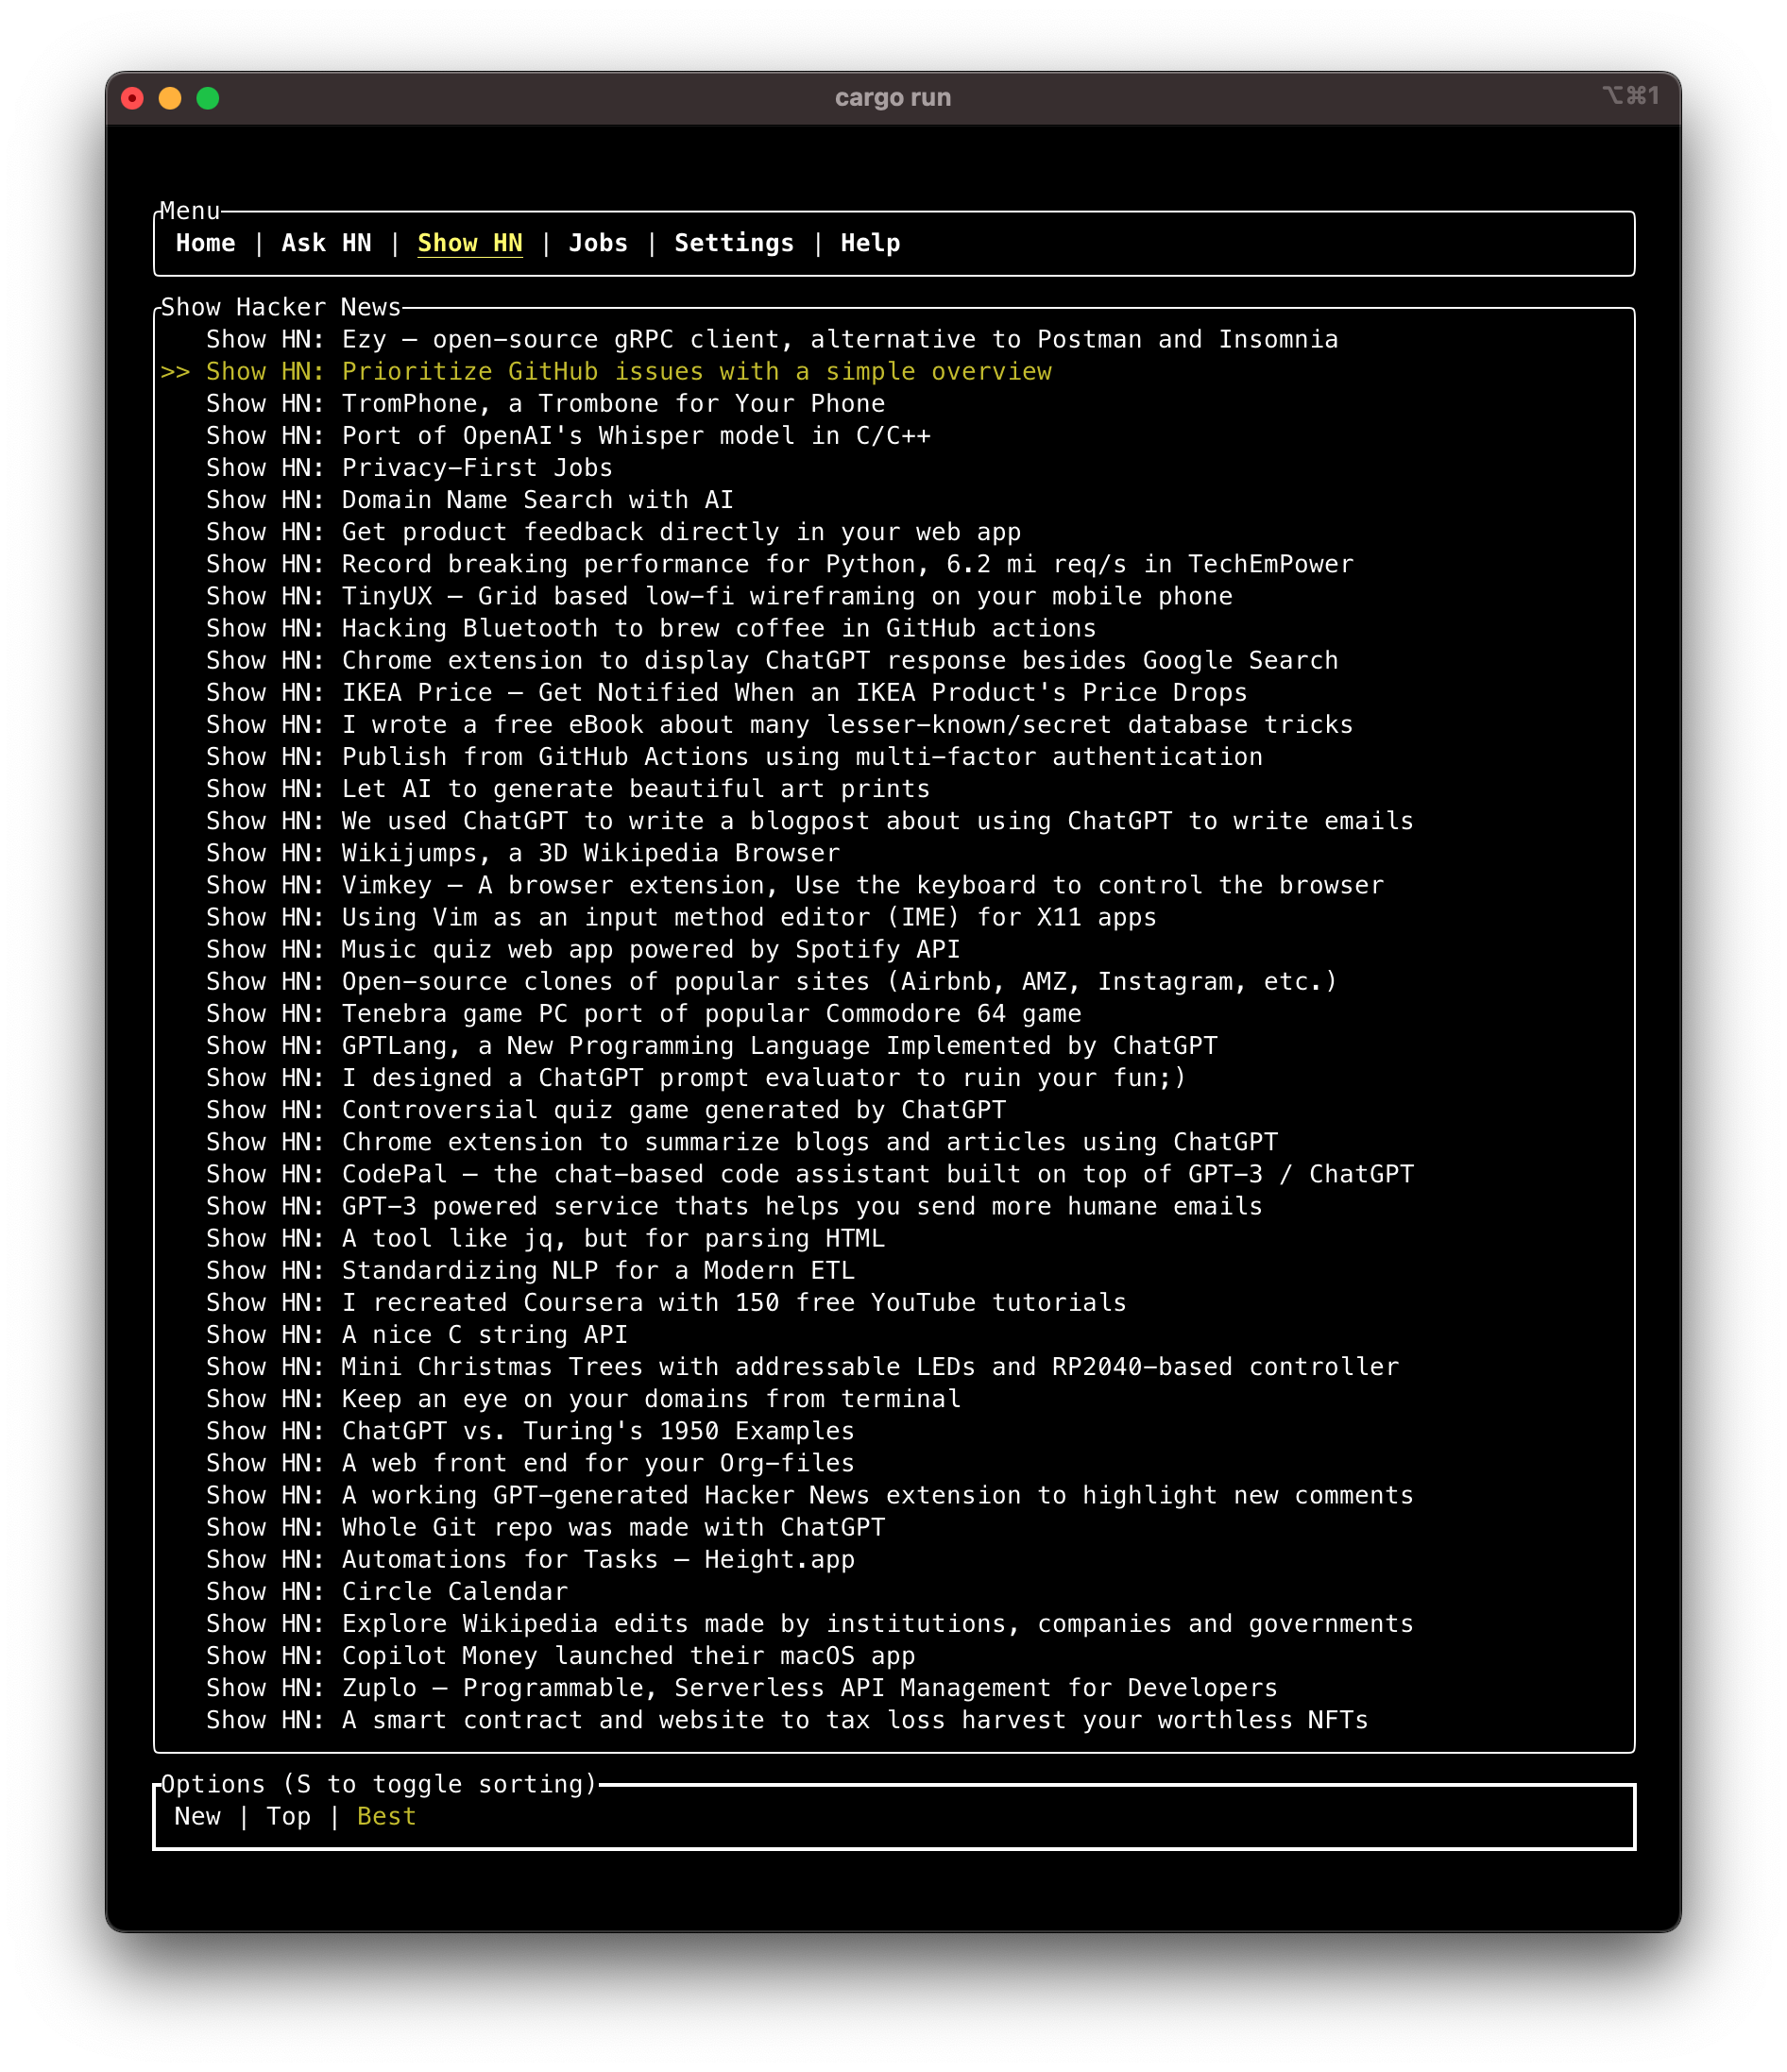 cargo run
⌥⌘1
Menu
Home | Ask HN | Show HN | Jobs | Settings | Help
Show Hacker News
Show HN: Ezy – open-source gRPC client, alternative to Postman and Insomnia
>> Show HN: Prioritize GitHub issues with a simple overview
Show HN: TromPhone, a Trombone for Your Phone
Show HN: Port of OpenAI's Whisper model in C/C++
Show HN: Privacy-First Jobs
Show HN: Domain Name Search with AI
Show HN: Get product feedback directly in your web app
Show HN: Record breaking performance for Python, 6.2 mi req/s in TechEmPower
Show HN: TinyUX – Grid based low-fi wireframing on your mobile phone
Show HN: Hacking Bluetooth to brew coffee in GitHub actions
Show HN: Chrome extension to display ChatGPT response besides Google Search
Show HN: IKEA Price – Get Notified When an IKEA Product's Price Drops
Show HN: I wrote a free eBook about many lesser-known/secret database tricks
Show HN: Publish from GitHub Actions using multi-factor authentication
Show HN: Let AI to generate beautiful art prints
Show HN: We used ChatGPT to write a blogpost about using ChatGPT to write emails
Show HN: Wikijumps, a 3D Wikipedia Browser
Show HN: Vimkey – A browser extension, Use the keyboard to control the browser
Show HN: Using Vim as an input method editor (IME) for X11 apps
Show HN: Music quiz web app powered by Spotify API
Show HN: Open-source clones of popular sites (Airbnb, AMZ, Instagram, etc.)
Show HN: Tenebra game PC port of popular Commodore 64 game
Show HN: GPTLang, a New Programming Language Implemented by ChatGPT
Show HN: I designed a ChatGPT prompt evaluator to ruin your fun;)
Show HN: Controversial quiz game generated by ChatGPT
Show HN: Chrome extension to summarize blogs and articles using ChatGPT
Show HN: CodePal – the chat-based code assistant built on top of GPT-3 / ChatGPT
Show HN: GPT-3 powered service thats helps you send more humane emails
Show HN: A tool like jq, but for parsing HTML
Show HN: Standardizing NLP for a Modern ETL
Show HN: I recreated Coursera with 150 free YouTube tutorials
Show HN: A nice C string API
Show HN: Mini Christmas Trees with addressable LEDs and RP2040-based controller
Show HN: Keep an eye on your domains from terminal
Show HN: ChatGPT vs. Turing's 1950 Examples
Show HN: A web front end for your Org-files
Show HN: A working GPT-generated Hacker News extension to highlight new comments
Show HN: Whole Git repo was made with ChatGPT
Show HN: Automations for Tasks – Height.app
Show HN: Circle Calendar
Show HN: Explore Wikipedia edits made by institutions, companies and governments
Show HN: Copilot Money launched their macOS app
Show HN: Zuplo – Programmable, Serverless API Management for Developers
Show HN: A smart contract and website to tax loss harvest your worthless NFTs
Options (S to toggle sorting)
New | Top | Best